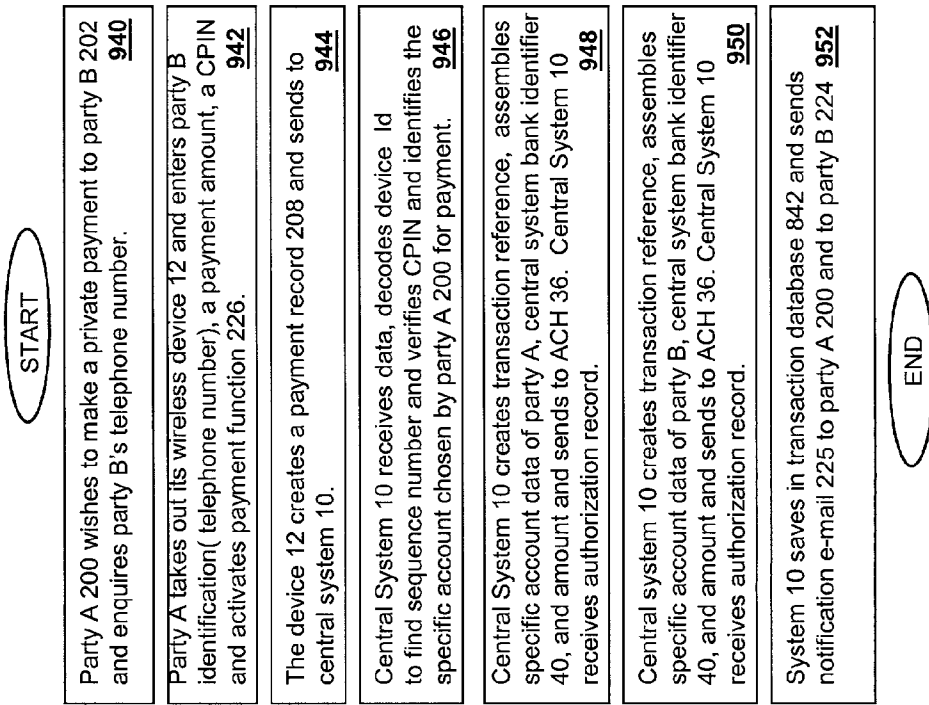 START
Party A 200 wishes to make a private payment to party B 202
and enquires party B's telephone number.
940
Party A takes out its wireless device 12 and enters party B
identification( telephone number), a payment amount, a CPIN
and activates payment function 226.
942
The device 12 creates a payment record 208 and sends to
central system 10.
944
Central System 10 receives data, decodes device Id
to find sequence number and verifies CPIN and identifies the
specific account chosen by party A 200 for payment.
946
Central System 10 creates transaction reference, assembles
specific account data of party A, central system bank identifier
40, and amount and sends to ACH 36. Central System 10
receives authorization record.
948
Central system 10 creates transaction reference, assembles
specific account data of party B, central system bank identifier
40, and amount and sends to ACH 36. Central System 10
receives authorization record.
950
System 10 saves in transaction database 842 and sends
notification e-mail 225 to party A 200 and to party B 224
952
END